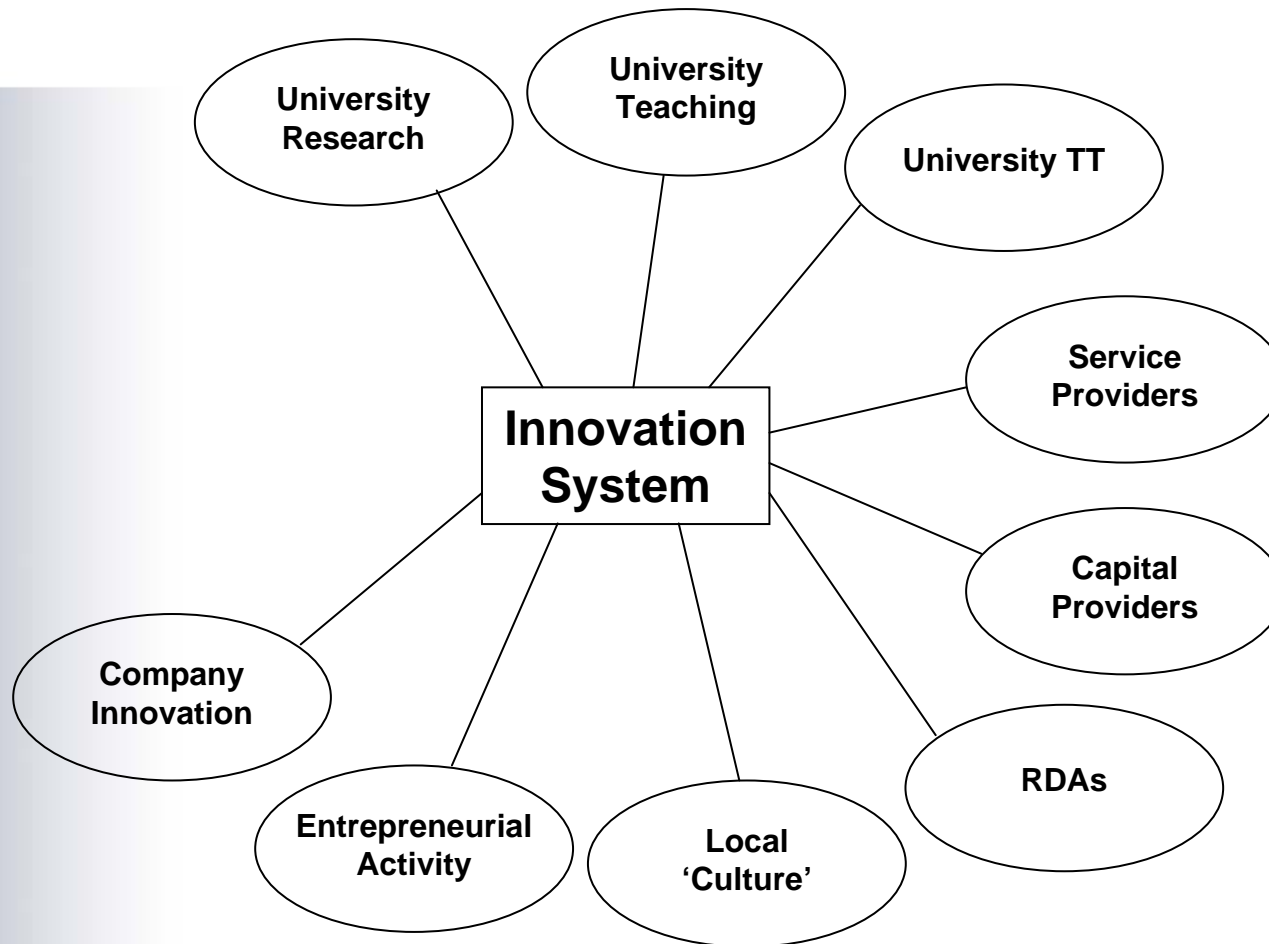 University
Research
University
Teaching
University TT
Service
Providers
Innovation
System
Capital
Providers
Company
Innovation
RDAs
Entrepreneurial
Activity
Local
‘Culture’